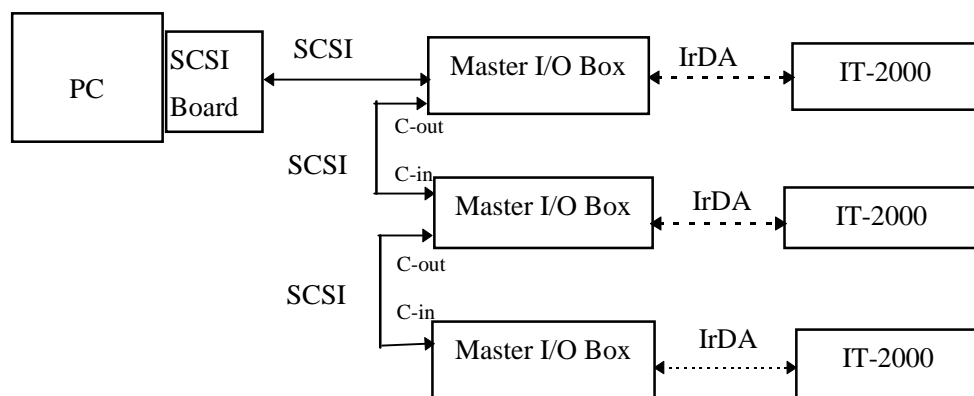 PC
SCSI
Board
SCSI
Master I/O Box
IrDA
IT-2000
C-out
SCSI
C-in
Master I/O Box
IrDA
IT-2000
C-out
SCSI
C-in
Master I/O Box
IrDA
IT-2000